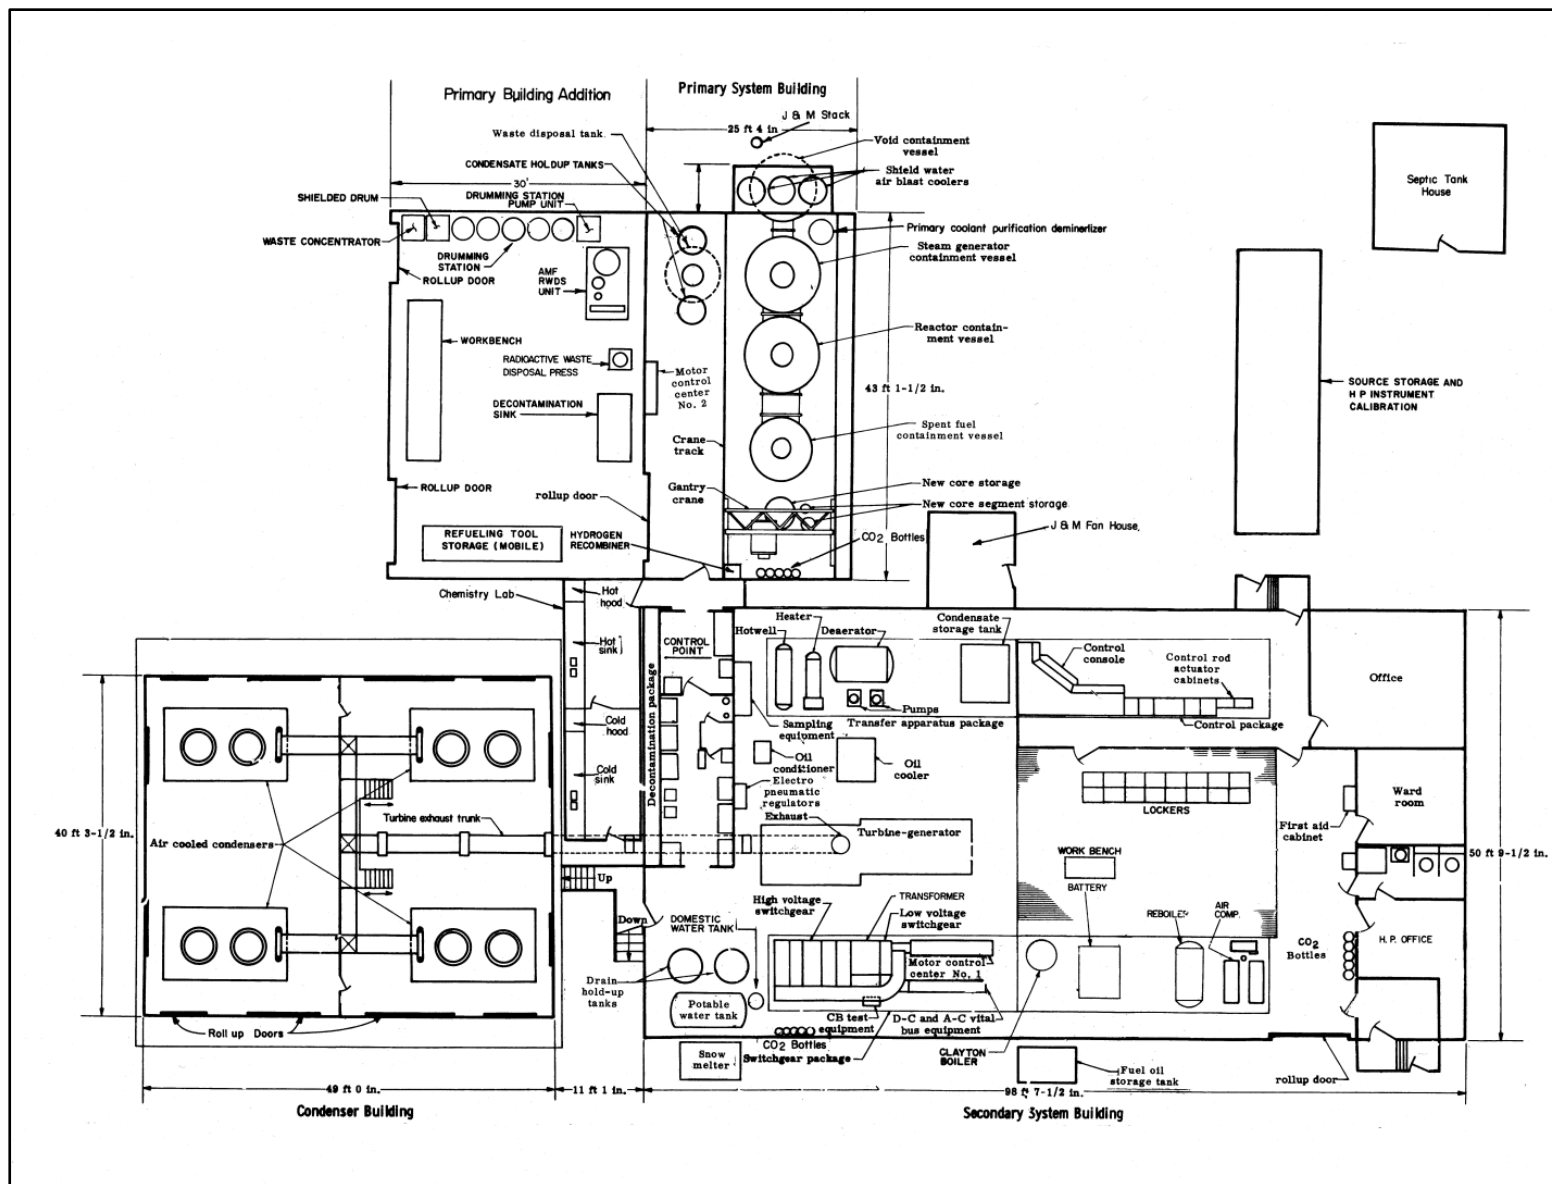 Primary Building Addition
Primary System Building
J & M Stack
25 ft 4 in.
Waste disposal tank
Void containment
vessel
CONDENSATE HOLDUP TANKS
Shield water
air blast coolers
30'
DRUMMING STATION
PUMP UNIT
SHIELDED DRUM
WASTE CONCENTRATOR
Primary coolant purification deminerlizer
Steam generator
containment vessel
DRUMMING
STATION
ROLLUP DOOR
AMF
RWDS
UNIT
Septic Tank
House
WORKBENCH
Reactor contain-
ment vessel
RADIOACTIVE WASTE
DISPOSAL PRESS
Motor
control
center
No. 2
43 ft 1-1/2 in.
SOURCE STORAGE AND
H P INSTRUMENT
CALIBRATION
DECONTAMINATION
SINK
Spent fuel
containment vessel
Crane
track
ROLLUP DOOR
rollup door
Gantry
crane
New core storage
New core segment storage
REFUELING TOOL
STORAGE (MOBILE)
HYDROGEN
RECOMBINER
CO2 Bottles
J & M Fan House
Chemistry Lab
Hot
hood
Hot
sink
CONTROL
POINT
Decontamination package
Heater
Hotwell
Deaerator
Condensate
storage tank
Control
console
Control rod
actuator
cabinets
Office
Pumps
Transfer apparatus package
Control package
Cold
hood
Sampling
equipment
Cold
sink
Oil
conditioner
Oil
cooler
Electro
pneumatic
regulators
LOCKERS
Ward
room
Turbine exhaust trunk
Exhaust
Turbine-generator
First aid
cabinet
40 ft 3-1/2 in.
Air cooled condensers
50 ft 9-1/2 in.
WORK BENCH
BATTERY
Up
High voltage
switchgear
TRANSFORMER
Low voltage
switchgear
REBOILER
AIR
COMP.
Down
DOMESTIC
WATER TANK
CO2
Bottles
H. P. OFFICE
Motor control
center No. 1
Drain
hold-up
tanks
Potable
water tank
CB test
equipment
D-C and A-C vital
bus equipment
Roll up Doors
CO2 Bottles
Switchgear package
CLAYTON
BOILER
Snow
melter
Fuel oil
storage tank
rollup door
49 ft 0 in.
11 ft 1 in.
98 ft 7-1/2 in.
Condenser Building
Secondary System Building